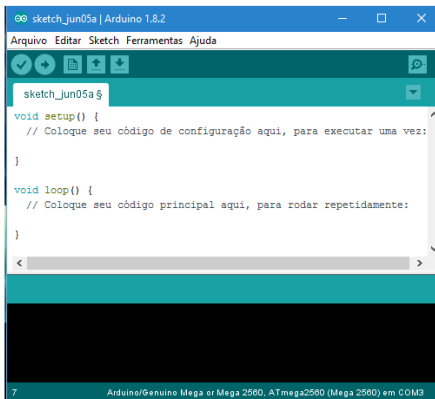 sketch_jun05a | Arduino 1.8.2
Arquivo Editar Sketch Ferramentas Ajuda
sketch_jun05a §
void setup() {
// Coloque seu código de configuração aqui, para executar uma vez:
}
void loop() {
// Coloque seu código principal aqui, para rodar repetidamente:
}
7 Arduino/Genuino Mega or Mega 2560, ATmega2560 (Mega 2560) em COM3